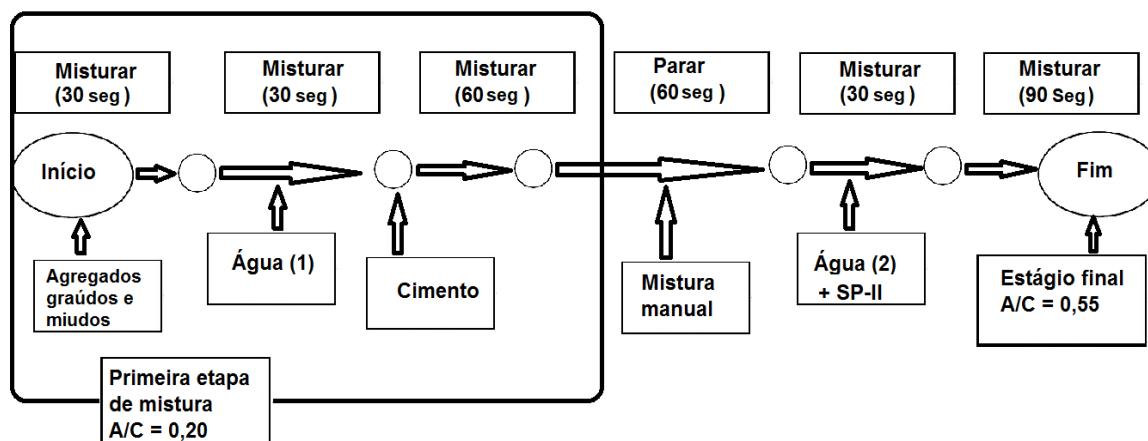 Misturar
(30 seg )
Misturar
(30 seg)
Misturar
(60 seg)
Parar
(60 seg )
Misturar
(30 seg)
Misturar
(90 Seg)
Início
Fim
Agregados
graúdos e
miudos
Água (1)
Cimento
Mistura
manual
Água (2)
+ SP-II
Estágio final
A/C = 0,55
Primeira etapa
de mistura
A/C = 0,20